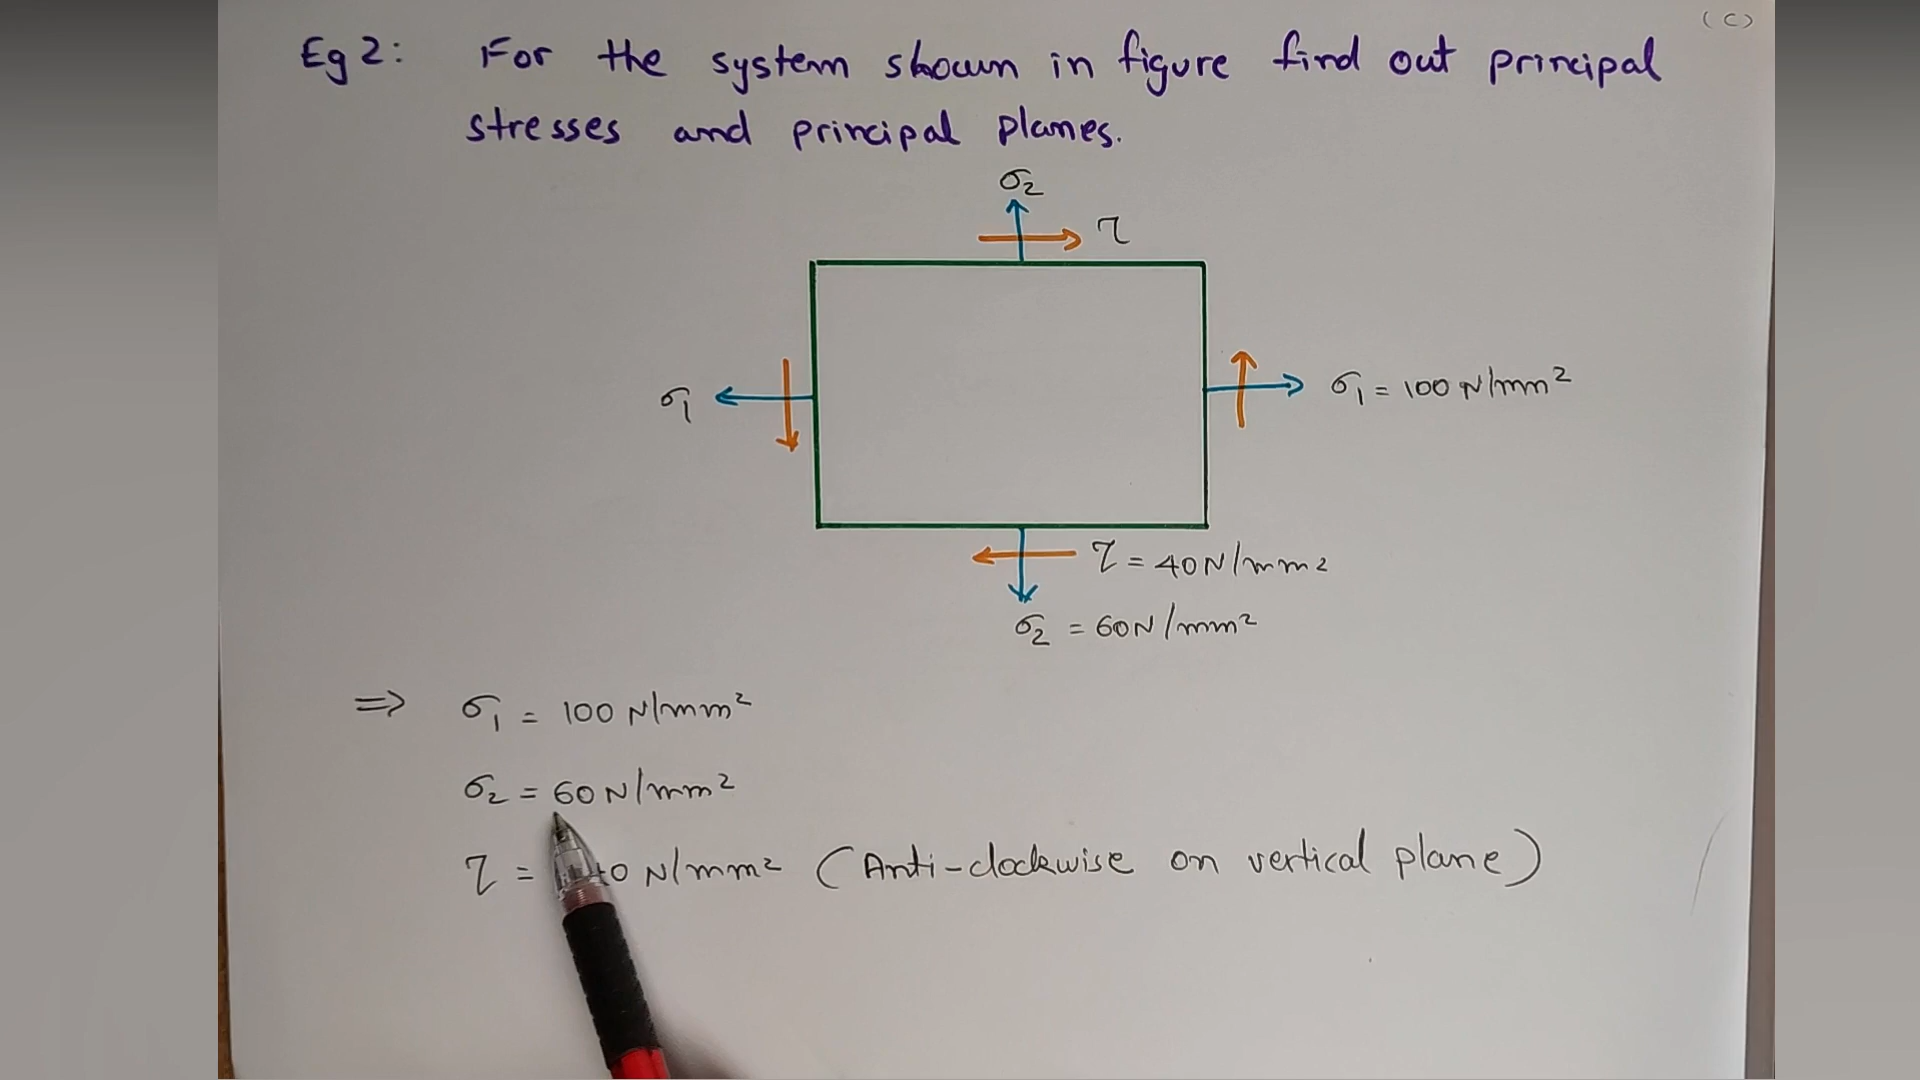 (c)
Eg 2: For the system shown in figure find out principal
stresses and principal planes.
σ2
τ
σ1
σ1 = 100 N/mm²
τ = 40 N/mm²
σ2 = 60 N/mm²
⇒ σ1 = 100 N/mm²
σ2 = 60 N/mm²
τ = N/mm² (Anti-clockwise on vertical plane)